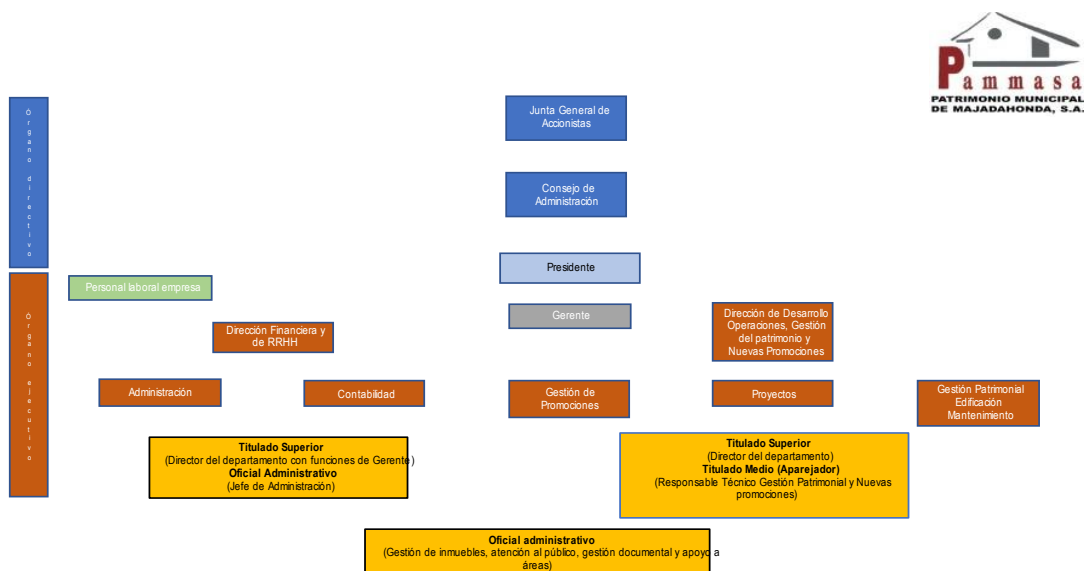 Pammasa
PATRIMONIO MUNICIPAL
DE MAJADAHONDA, S.A.
Órgano directivo
Junta General de
Accionistas
Consejo de
Administración
Presidente
Órgano ejecutivo
Personal laboral empresa
Gerente
Dirección de Desarrollo
Operaciones, Gestión
del patrimonio y
Nuevas Promociones
Dirección Financiera y
de RRHH
Administración
Contabilidad
Gestión de
Promociones
Proyectos
Gestión Patrimonial
Edificación
Mantenimiento
Titulado Superior
(Director del departamento con funciones de Gerente)
Oficial Administrativo
(Jefe de Administración)
Titulado Superior
(Director del departamento)
Titulado Medio (Aparejador)
(Responsable Técnico Gestión Patrimonial y Nuevas
promociones)
Oficial administrativo
(Gestión de inmuebles, atención al público, gestión documental y apoyo a
áreas)